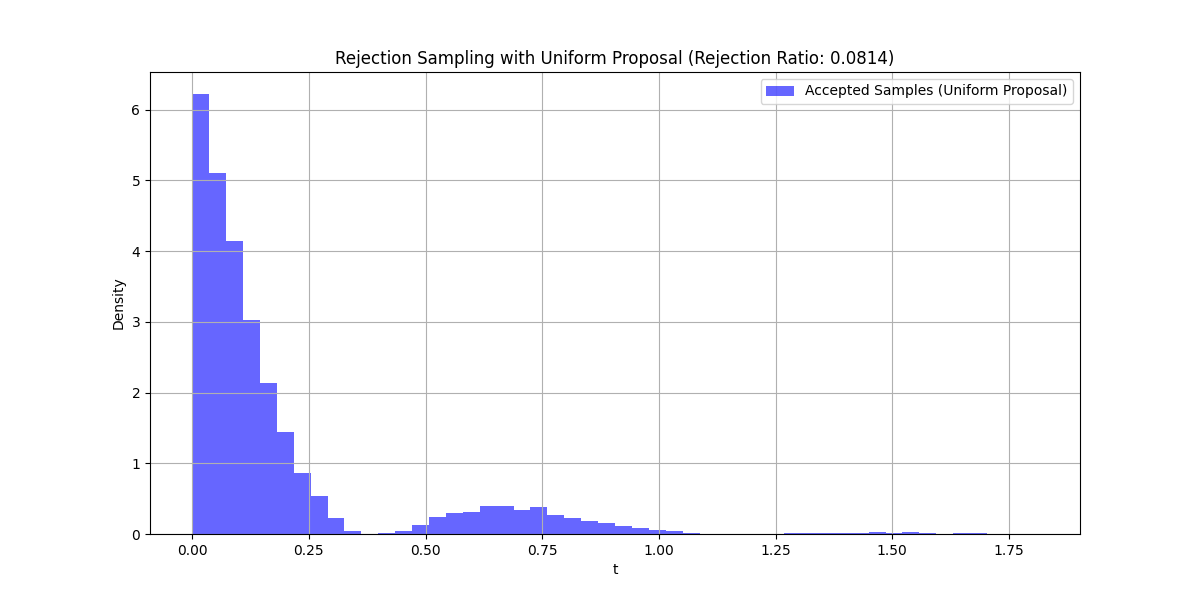 Rejection Sampling with Uniform Proposal (Rejection Ratio: 0.0814)
Accepted Samples (Uniform Proposal)
6
5
4
3
2
1
0
Density
0.00 0.25 0.50 0.75 1.00 1.25 1.50 1.75
t